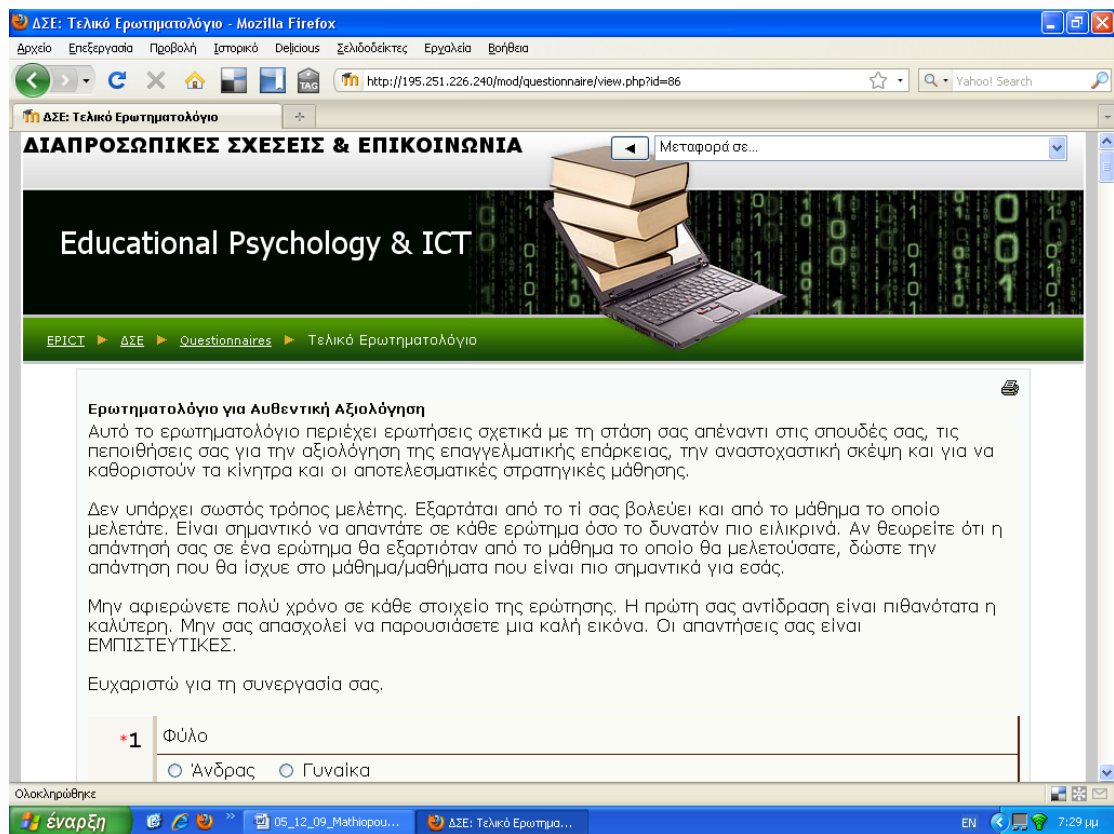 ΔΣΕ: Τελικό Ερωτηματολόγιο - Mozilla Firefox
Αρχείο Επεξεργασία Προβολή Ιστορικό Delicious Σελιδοδείκτες Εργαλεία Βοήθεια
TAG http://195.251.226.240/mod/questionnaire/view.php?id=86 Yahoo! Search
ΔΣΕ: Τελικό Ερωτηματολόγιο
ΔΙΑΠΡΟΣΩΠΙΚΕΣ ΣΧΕΣΕΙΣ & ΕΠΙΚΟΙΝΩΝΙΑ
Μεταφορά σε...
Educational Psychology & ICT
EPICT ► ΔΣΕ ► Questionnaires ► Τελικό Ερωτηματολόγιο
Ερωτηματολόγιο για Αυθεντική Αξιολόγηση
Αυτό το ερωτηματολόγιο περιέχει ερωτήσεις σχετικά με τη στάση σας απέναντι στις σπουδές σας, τις
πεποιθήσεις σας για την αξιολόγηση της επαγγελματικής επάρκειας, την αναστοχαστική σκέψη και για να
καθοριστούν τα κίνητρα και οι αποτελεσματικές στρατηγικές μάθησης.
Δεν υπάρχει σωστός τρόπος μελέτης. Εξαρτάται από το τί σας βολεύει και από το μάθημα το οποίο
μελετάτε. Είναι σημαντικό να απαντάτε σε κάθε ερώτημα όσο το δυνατόν πιο ειλικρινά. Αν θεωρείτε ότι η
απάντησή σας σε ένα ερώτημα θα εξαρτιόταν από το μάθημα το οποίο θα μελετούσατε, δώστε την
απάντηση που θα ίσχυε στο μάθημα/μαθήματα που είναι πιο σημαντικά για εσάς.
Μην αφιερώνετε πολύ χρόνο σε κάθε στοιχείο της ερώτησης. Η πρώτη σας αντίδραση είναι πιθανότατα η
καλύτερη. Μην σας απασχολεί να παρουσιάσετε μια καλή εικόνα. Οι απαντήσεις σας είναι
ΕΜΠΙΣΤΕΥΤΙΚΕΣ.
Ευχαριστώ για τη συνεργασία σας.
*1 Φύλο
Άνδρας Γυναίκα
Ολοκληρώθηκε
έναρξη 05_12_09_Mathiopou... ΔΣΕ: Τελικό Ερωτημα... EN 7:29 μμ